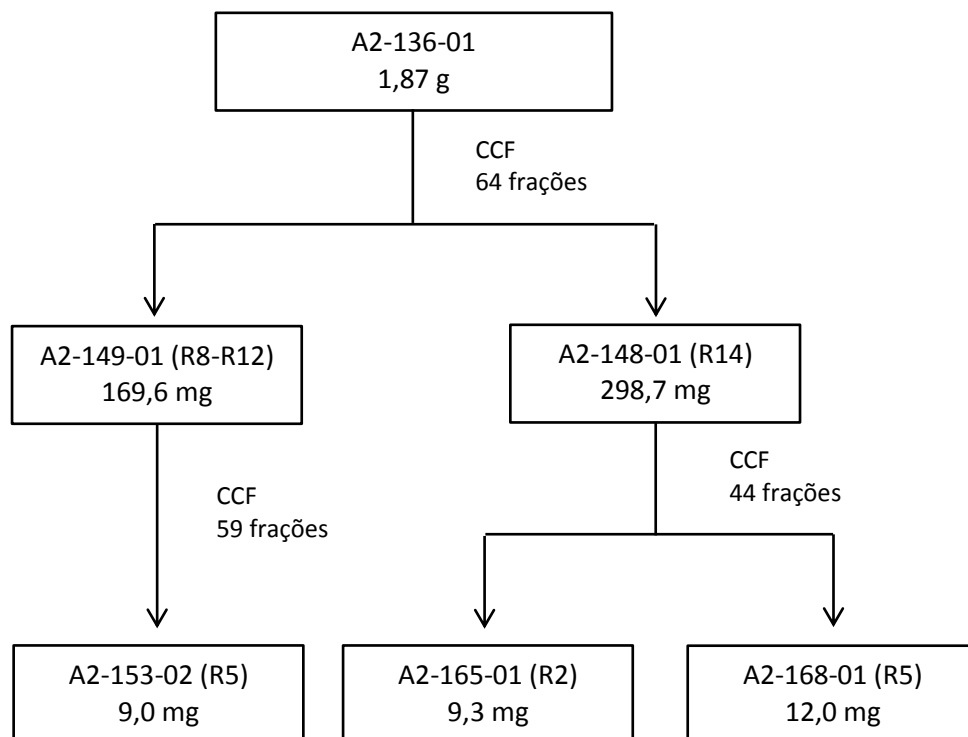 A2-136-01
1,87 g
CCF
64 frações
A2-149-01 (R8-R12)
169,6 mg
A2-148-01 (R14)
298,7 mg
CCF
59 frações
CCF
44 frações
A2-153-02 (R5)
9,0 mg
A2-165-01 (R2)
9,3 mg
A2-168-01 (R5)
12,0 mg